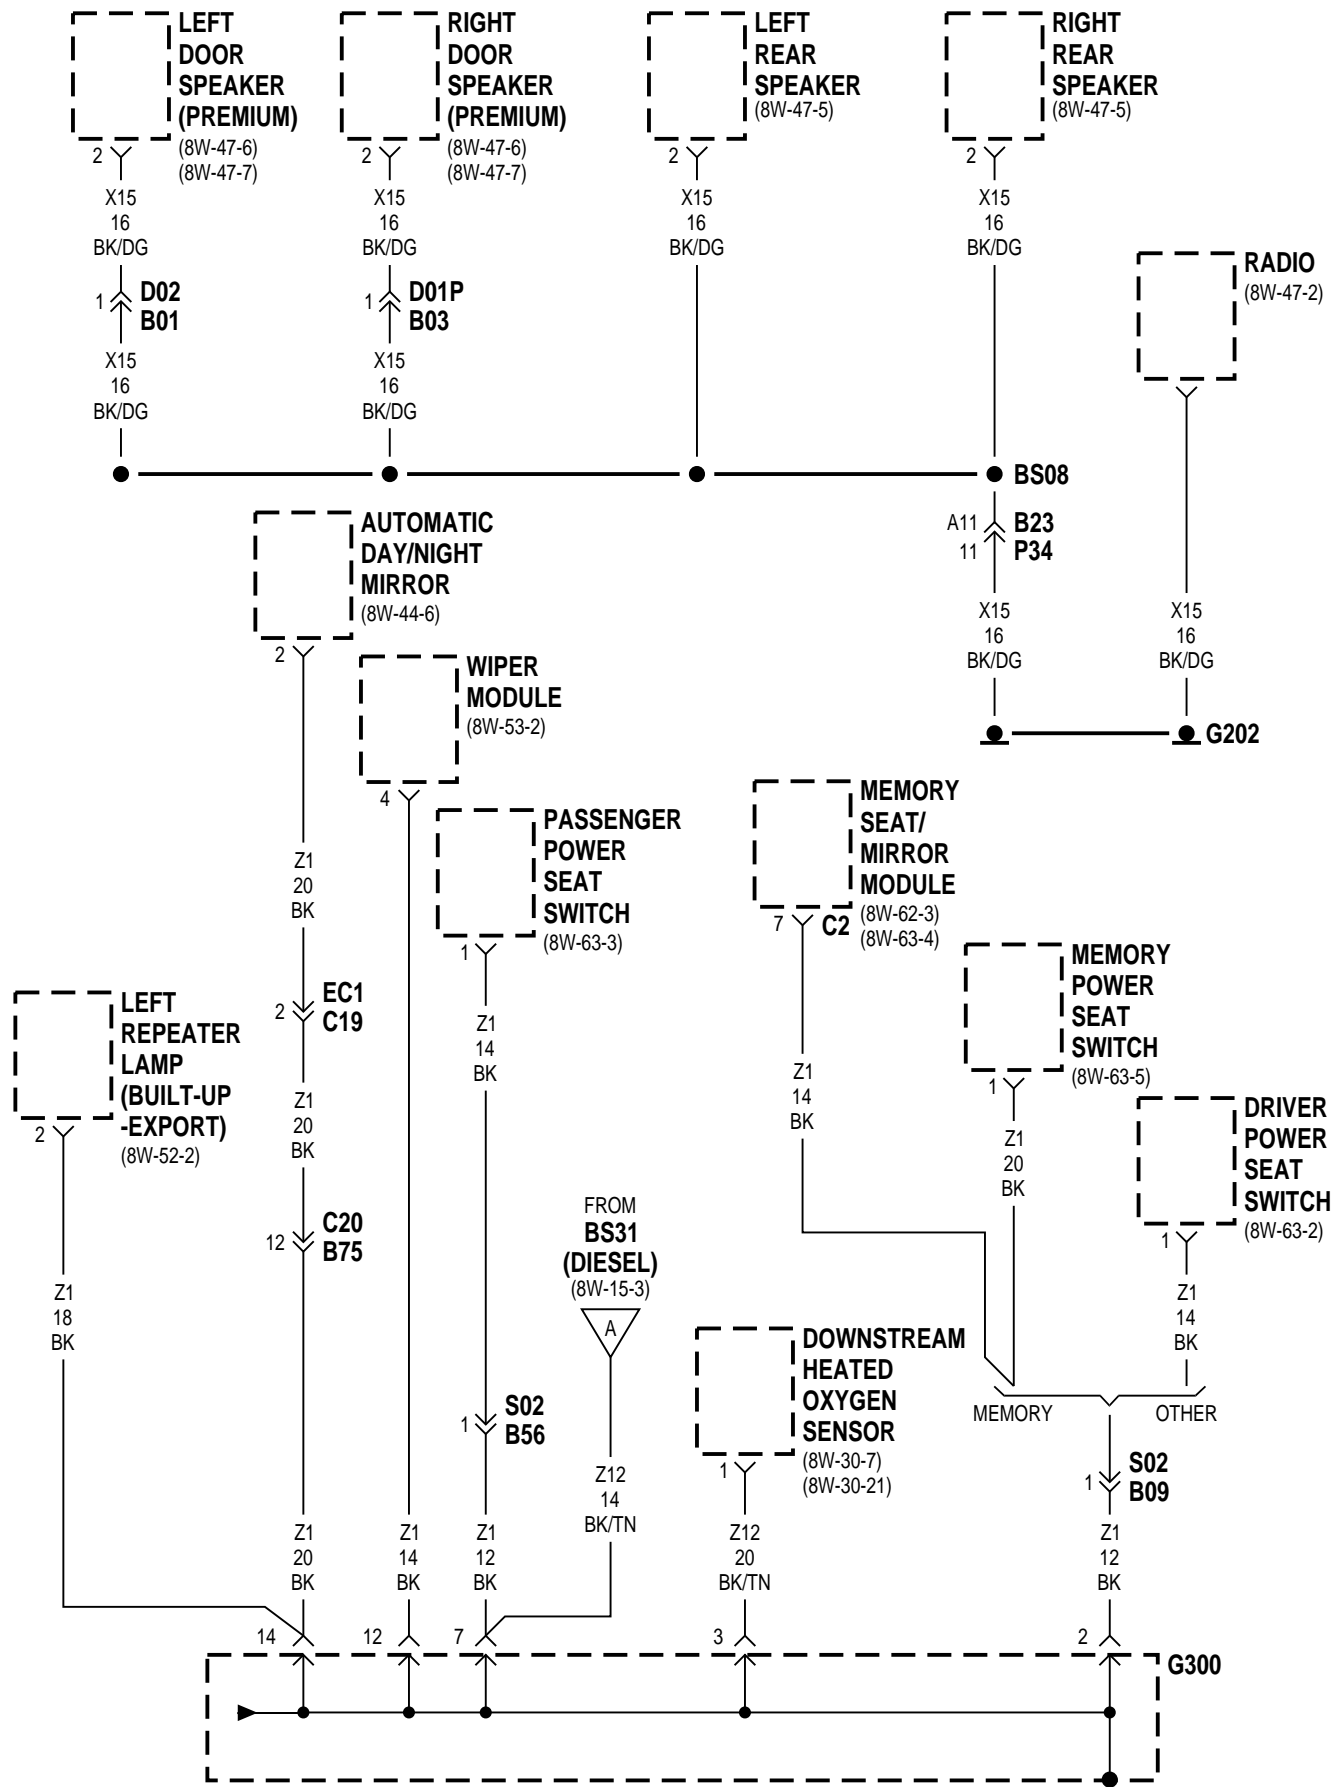 LEFT
DOOR
SPEAKER
(PREMIUM)
(8W-47-6)
(8W-47-7)
2
X15
16
BK/DG
1
D02
B01
X15
16
BK/DG
RIGHT
DOOR
SPEAKER
(PREMIUM)
(8W-47-6)
(8W-47-7)
2
X15
16
BK/DG
1
D01P
B03
X15
16
BK/DG
LEFT
REAR
SPEAKER
(8W-47-5)
2
X15
16
BK/DG
RIGHT
REAR
SPEAKER
(8W-47-5)
2
X15
16
BK/DG
RADIO
(8W-47-2)
BS08
A11
B23
11
P34
X15
16
BK/DG
X15
16
BK/DG
G202
AUTOMATIC
DAY/NIGHT
MIRROR
(8W-44-6)
2
Z1
20
BK
2
EC1
C19
Z1
20
BK
12
C20
B75
Z1
20
BK
WIPER
MODULE
(8W-53-2)
4
Z1
14
BK
PASSENGER
POWER
SEAT
SWITCH
(8W-63-3)
1
Z1
14
BK
1
S02
B56
Z1
12
BK
MEMORY
SEAT/
MIRROR
MODULE
(8W-62-3)
(8W-63-4)
7
C2
Z1
14
BK
MEMORY
POWER
SEAT
SWITCH
(8W-63-5)
1
Z1
20
BK
DRIVER
POWER
SEAT
SWITCH
(8W-63-2)
1
Z1
14
BK
MEMORY
OTHER
1
S02
B09
Z1
12
BK
LEFT
REPEATER
LAMP
(BUILT-UP
-EXPORT)
(8W-52-2)
2
Z1
18
BK
FROM
BS31
(DIESEL)
(8W-15-3)
A
Z12
14
BK/TN
DOWNSTREAM
HEATED
OXYGEN
SENSOR
(8W-30-7)
(8W-30-21)
1
Z12
20
BK/TN
14
12
7
3
2
G300